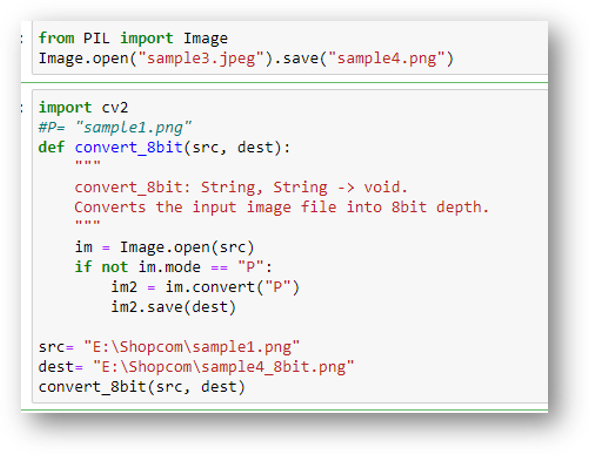 : from PIL import Image
Image.open("sample3.jpeg").save("sample4.png")
: import cv2
#P= "sample1.png"
def convert_8bit(src, dest):
    """
    convert_8bit: String, String -> void.
    Converts the input image file into 8bit depth.
    """
    im = Image.open(src)
    if not im.mode == "P":
        im2 = im.convert("P")
        im2.save(dest)

src= "E:\Shopcom\sample1.png"
dest= "E:\Shopcom\sample4_8bit.png"
convert_8bit(src, dest)